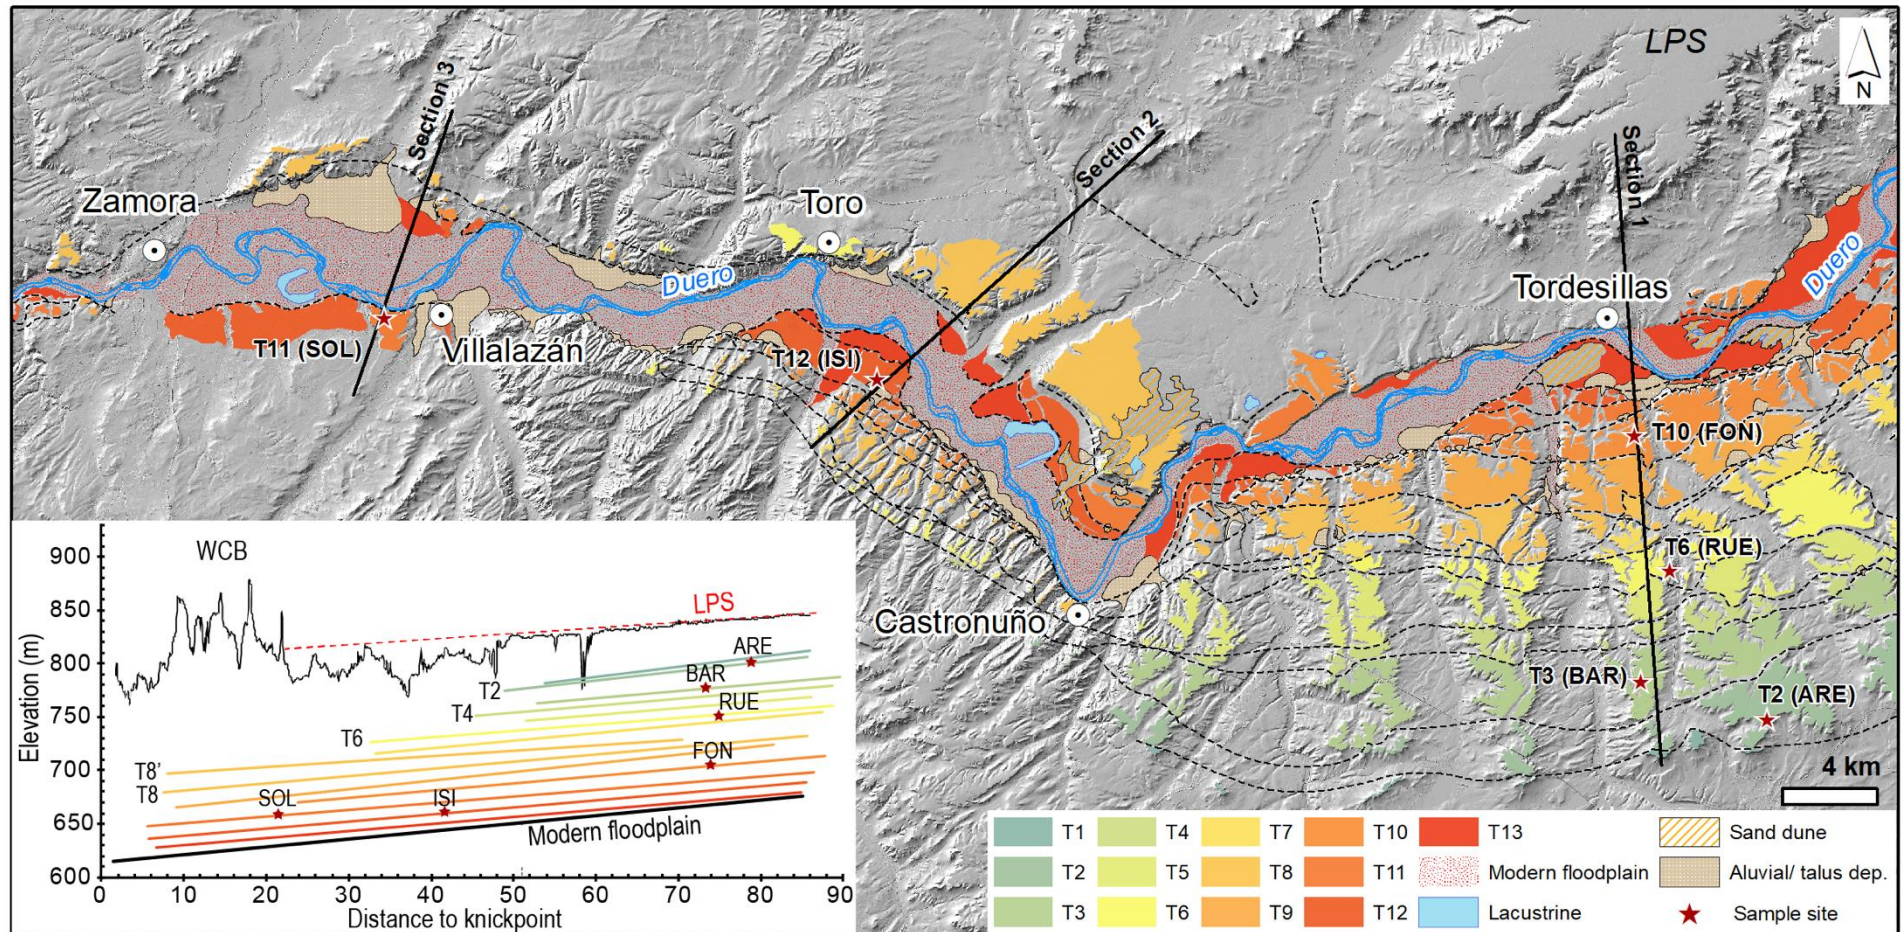 LPS
N
Section 3
Section 2
Section 1
Zamora
Toro
Duero
Tordesillas
Duero
T11 (SOL)
Villalazán
T12 (ISI)
T10 (FON)
T6 (RUE)
Castronuño
T3 (BAR)
T2 (ARE)
4 km
900
850
800
750
700
650
600
Elevation (m)
WCB
LPS
ARE
BAR
T2
T4
RUE
T6
FON
T8’
T8
SOL
ISI
Modern floodplain
0 10 20 30 40 50 60 70 80 90
Distance to knickpoint
T1 T4 T7 T10 T13 Sand dune
T2 T5 T8 T11 Modern floodplain Aluvial/ talus dep.
T3 T6 T9 T12 Lacustrine Sample site